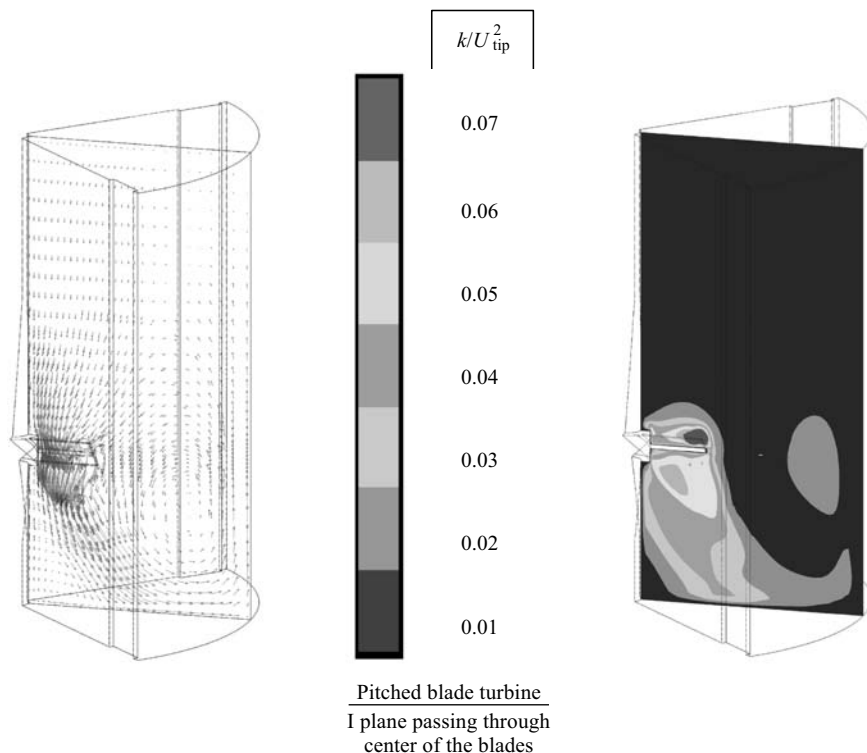 k/U²tip
0.07
0.06
0.05
0.04
0.03
0.02
0.01
Pitched blade turbine
I plane passing through
center of the blades